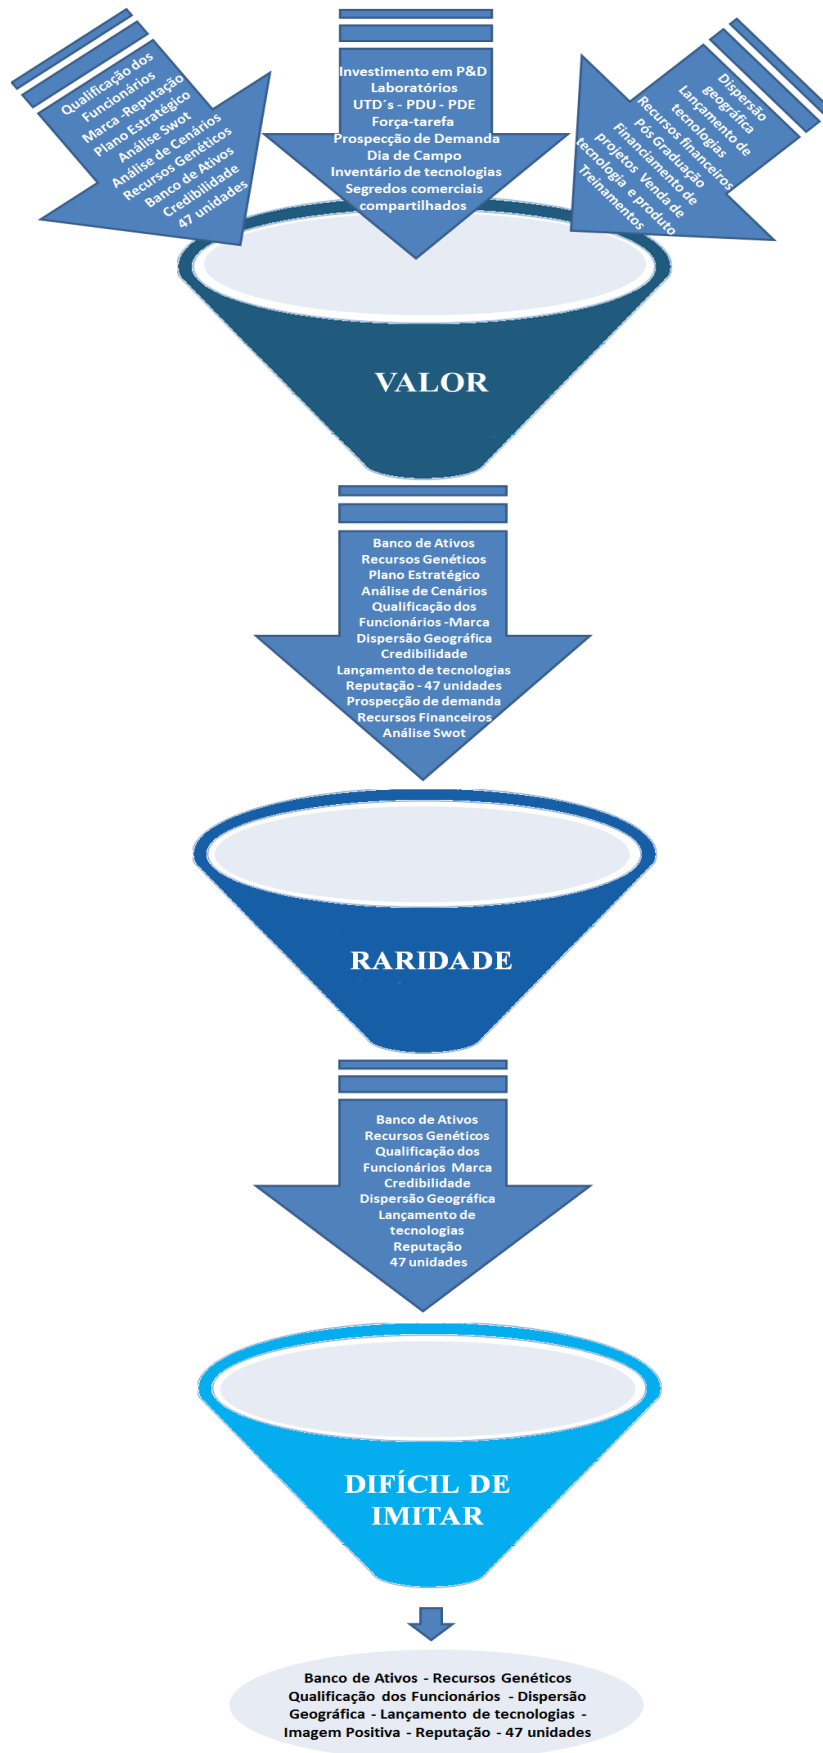 Qualificação dos
Funcionários
Marca -Reputação
Plano Estratégico
Análise Swot
Análise de Cenários
Recursos Genéticos
Banco de Ativos
Credibilidade
47 unidades
Investimento em P&D
Laboratórios
UTD´s - PDU - PDE
Força-tarefa
Prospecção de Demanda
Dia de Campo
Inventário de tecnologias
Segredos comerciais
compartilhados
Dispersão
geográfica
Lançamento de
tecnologias
Recursos financeiros
Pós Graduação
Financiamento de
projetos Venda de
tecnologia e produto
Treinamentos
VALOR
Banco de Ativos
Recursos Genéticos
Plano Estratégico
Análise de Cenários
Qualificação dos
Funcionários -Marca
Dispersão Geográfica
Credibilidade
Lançamento de tecnologias
Reputação - 47 unidades
Prospecção de demanda
Recursos Financeiros
Análise Swot
RARIDADE
Banco de Ativos
Recursos Genéticos
Qualificação dos
Funcionários Marca
Credibilidade
Dispersão Geográfica
Lançamento de
tecnologias
Reputação
47 unidades
DIFÍCIL DE
IMITAR
Banco de Ativos - Recursos Genéticos
Qualificação dos Funcionários - Dispersão
Geográfica - Lançamento de tecnologias -
Imagem Positiva - Reputação - 47 unidades